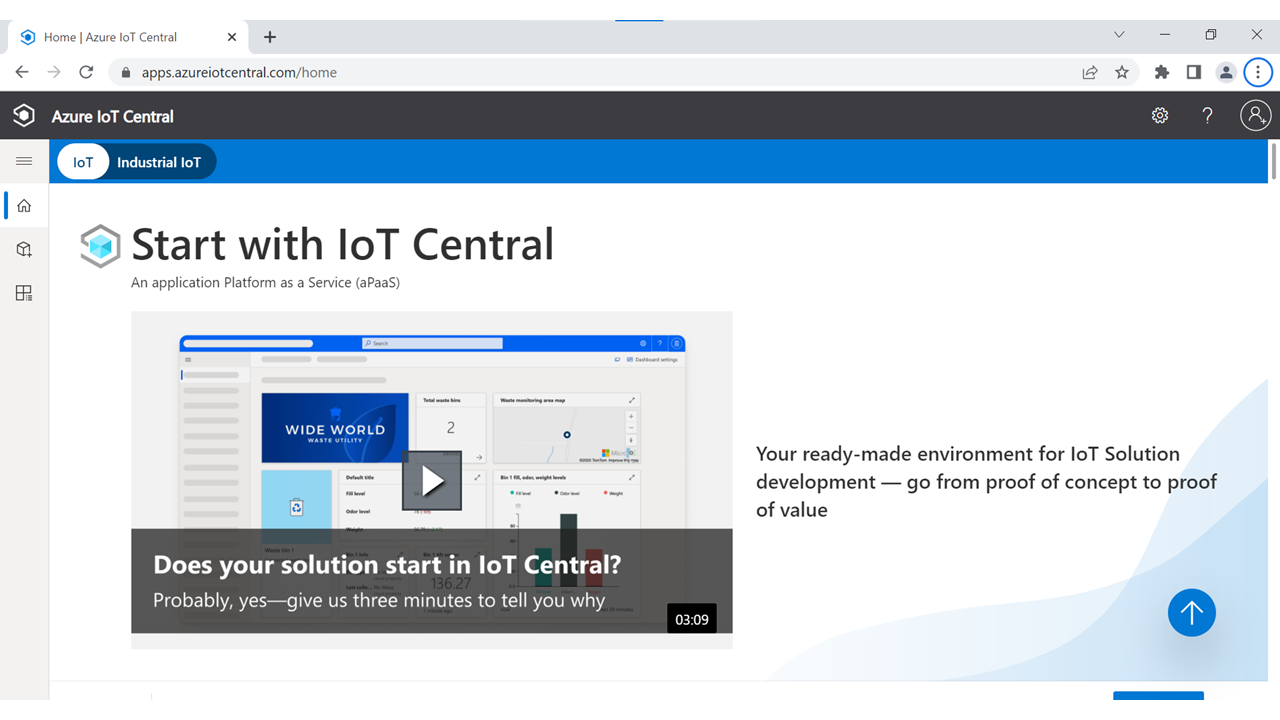 Home | Azure IoT Central
apps.azureiotcentral.com/home
Azure IoT Central
IoT
Industrial IoT
Start with IoT Central
An application Platform as a Service (aPaaS)
Search
Dashboard settings
WIDE WORLD
WASTE UTILITY
Total waste bins
2
Waste monitoring area map
Default title
Fill level
Odor level
Weight
Bin 1 fill, odor, weight levels
Fill level
Odor level
Weight
Waste bin 1
136.27
Does your solution start in IoT Central?
Probably, yes—give us three minutes to tell you why
03:09
Your ready-made environment for IoT Solution
development — go from proof of concept to proof
of value